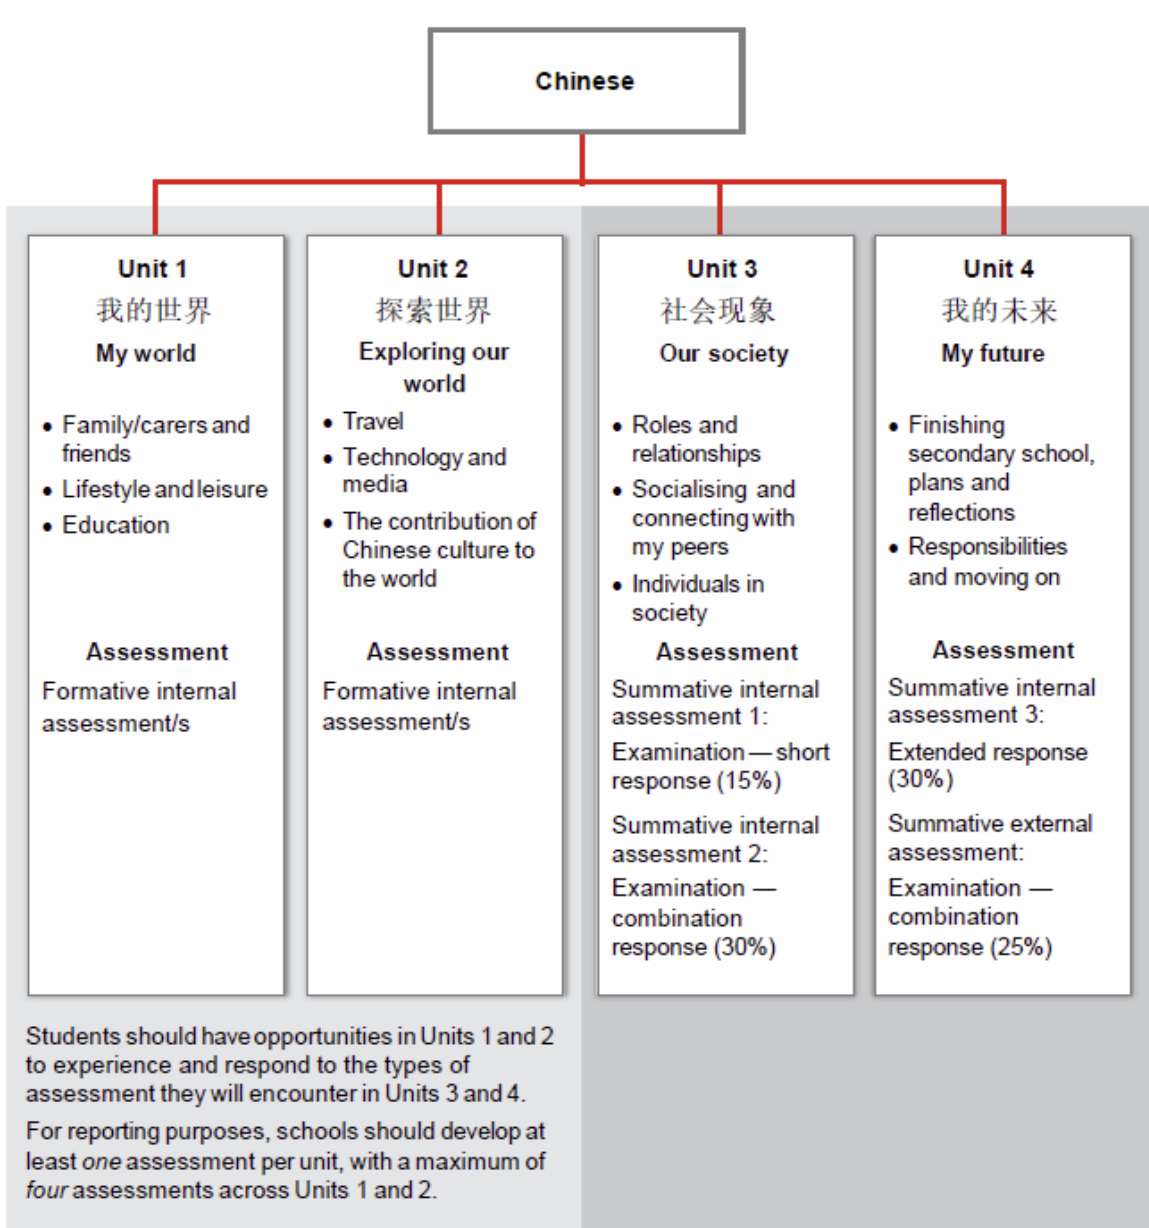 Chinese
Unit 1
我的世界
My world
• Family/carers and
friends
• Lifestyle and leisure
• Education
Assessment
Formative internal
assessment/s
Unit 2
探索世界
Exploring our
world
• Travel
• Technology and
media
• The contribution of
Chinese culture to
the world
Assessment
Formative internal
assessment/s
Unit 3
社会现象
Our society
• Roles and
relationships
• Socialising and
connecting with
my peers
• Individuals in
society
Assessment
Summative internal
assessment 1:
Examination — short
response (15%)
Summative internal
assessment 2:
Examination —
combination
response (30%)
Unit 4
我的未来
My future
• Finishing
secondary school,
plans and
reflections
• Responsibilities
and moving on
Assessment
Summative internal
assessment 3:
Extended response
(30%)
Summative external
assessment:
Examination —
combination
response (25%)
Students should have opportunities in Units 1 and 2
to experience and respond to the types of
assessment they will encounter in Units 3 and 4.
For reporting purposes, schools should develop at
least one assessment per unit, with a maximum of
four assessments across Units 1 and 2.